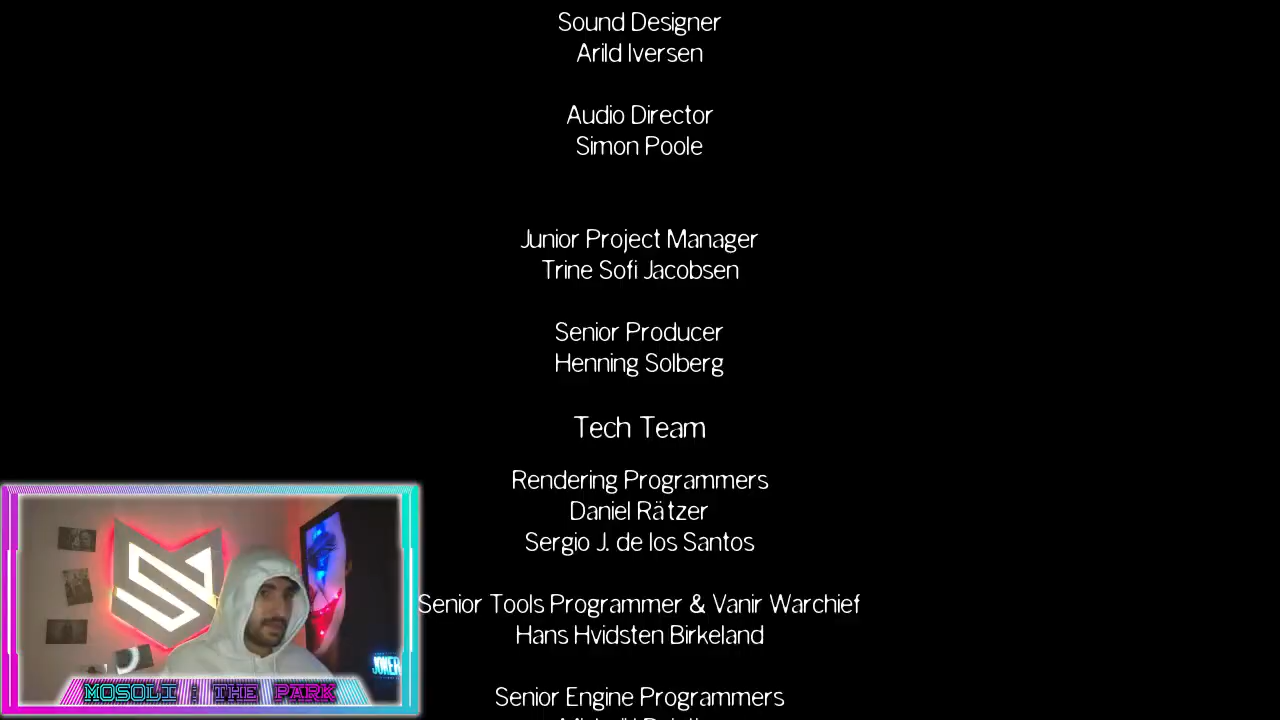 Sound Designer
Arild Iversen
Audio Director
Simon Poole
Junior Project Manager
Trine Sofi Jacobsen
Senior Producer
Henning Solberg
Tech Team
Rendering Programmers
Daniel Rätzer
Sergio J. de los Santos
Senior Tools Programmer & Vanir Warchief
Hans Hvidsten Birkeland
Senior Engine Programmers
JOKER
MOSOLI : THE PARK